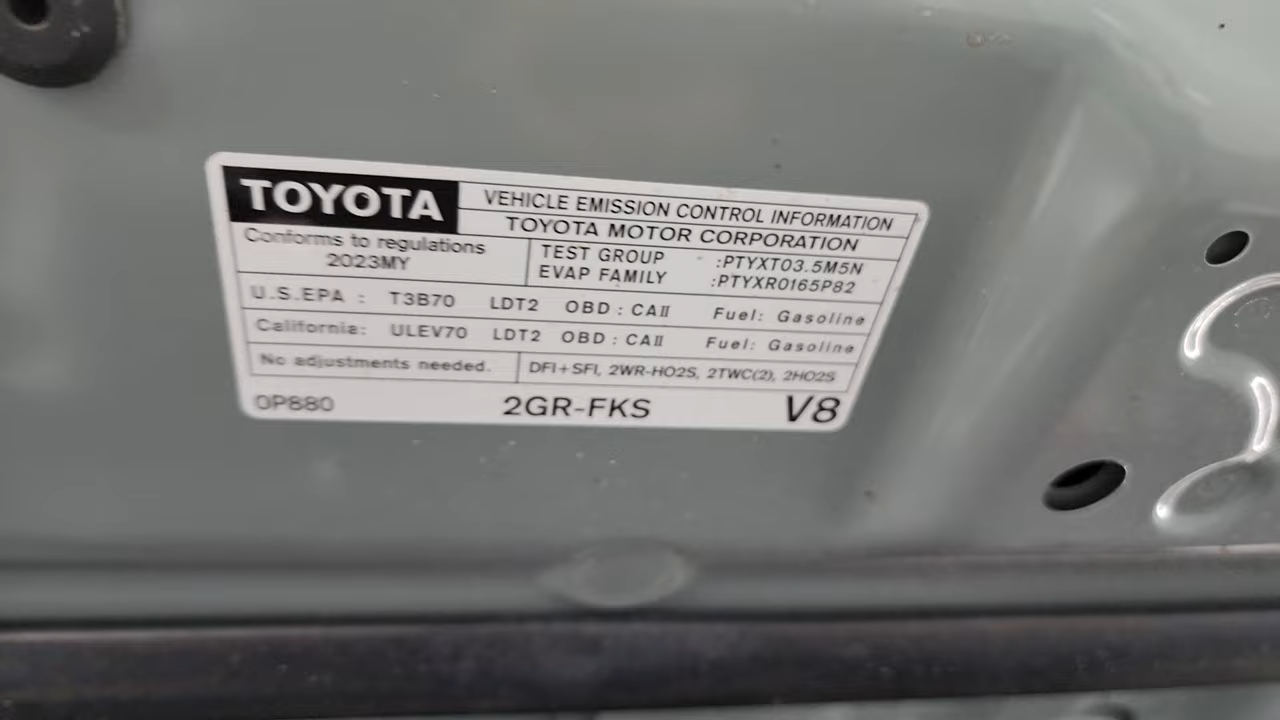 TOYOTA
VEHICLE EMISSION CONTROL INFORMATION
TOYOTA MOTOR CORPORATION
Conforms to regulations
2023MY
TEST GROUP :PTYXT03.5M5N
EVAP FAMILY :PTYXR0165P82
U.S.EPA : T3B70 LDT2 OBD : CAII Fuel: Gasoline
California: ULEV70 LDT2 OBD : CAII Fuel: Gasoline
No adjustments needed.
DFI+SFI, 2WR-HO2S, 2TWC(2), 2HO2S
0P880 2GR-FKS V8